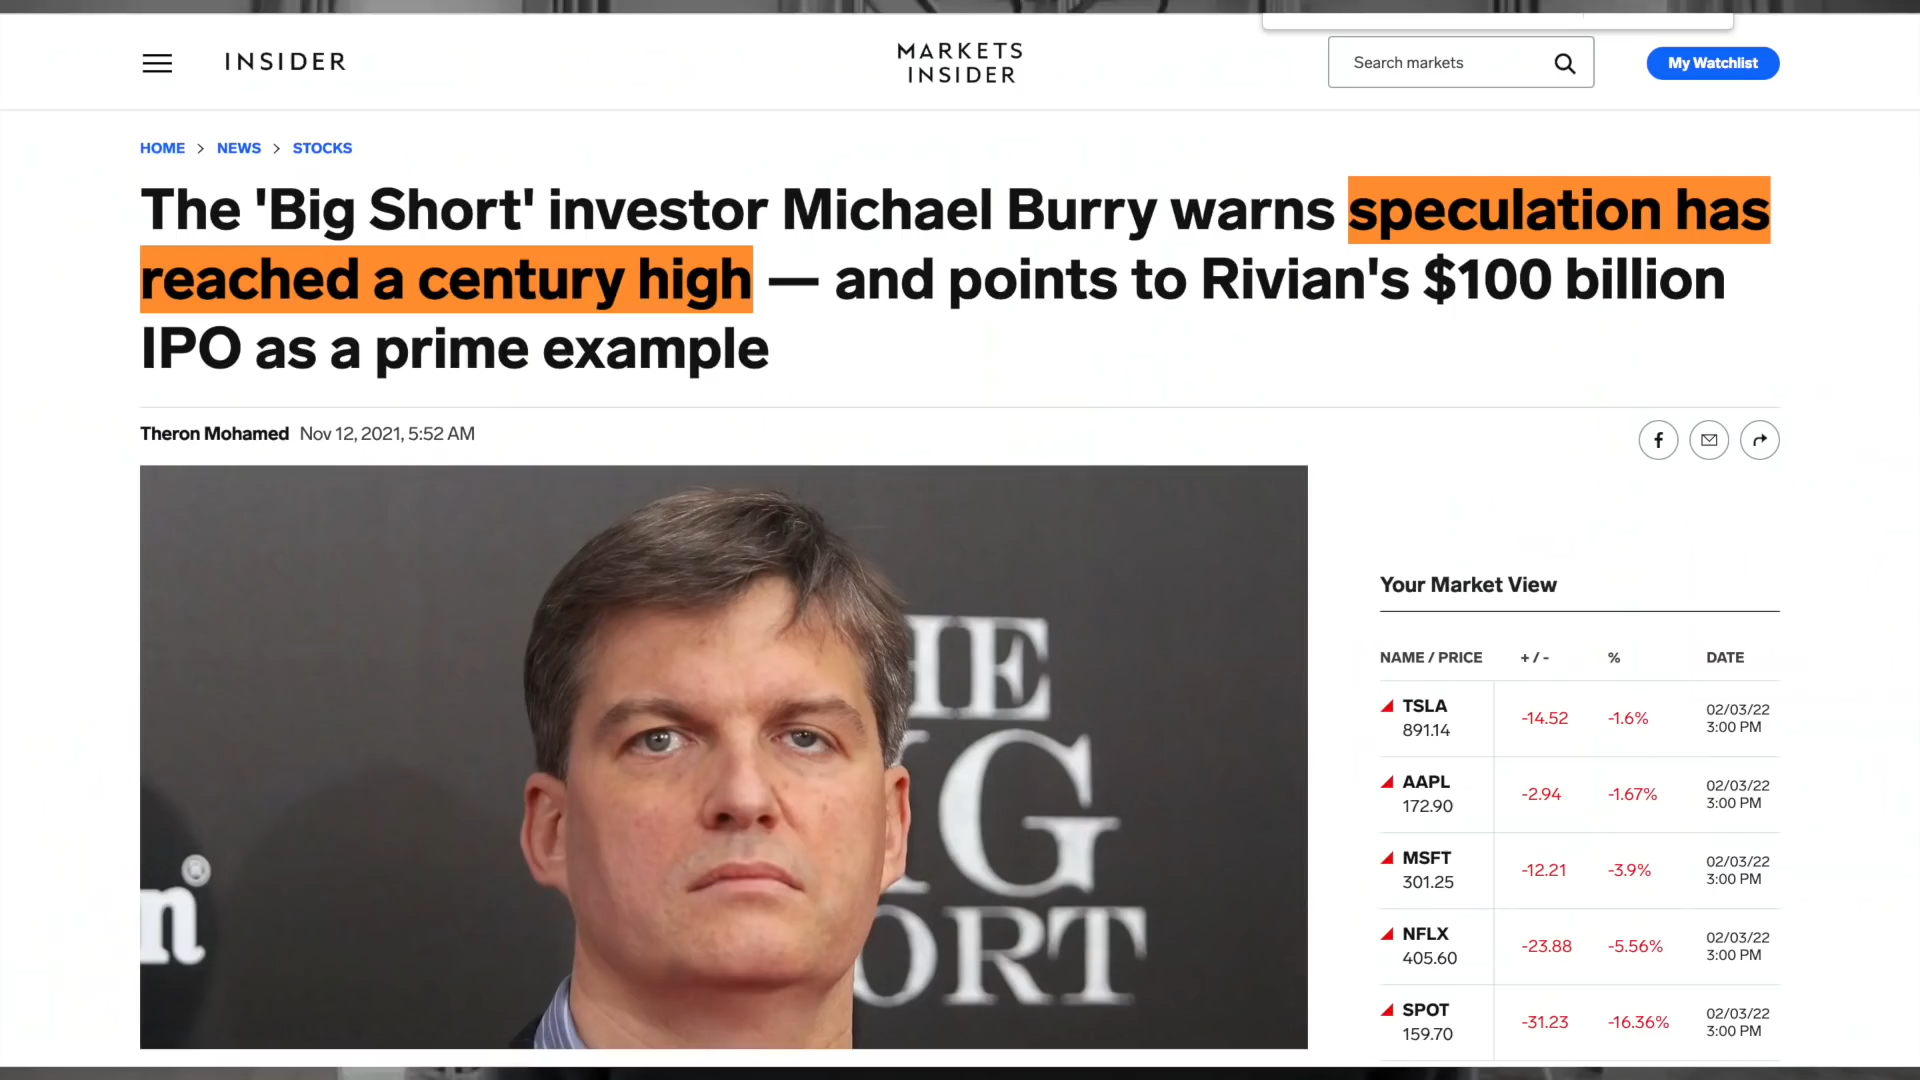 INSIDER
MARKETS
INSIDER
Search markets
My Watchlist
HOME > NEWS > STOCKS
The 'Big Short' investor Michael Burry warns speculation has
reached a century high — and points to Rivian's $100 billion
IPO as a prime example
Theron Mohamed Nov 12, 2021, 5:52 AM
HE
G
ORT
n®
Your Market View
NAME / PRICE + / - % DATE
TSLA
891.14 -14.52 -1.6% 02/03/22
3:00 PM
AAPL
172.90 -2.94 -1.67% 02/03/22
3:00 PM
MSFT
301.25 -12.21 -3.9% 02/03/22
3:00 PM
NFLX
405.60 -23.88 -5.56% 02/03/22
3:00 PM
SPOT
159.70 -31.23 -16.36% 02/03/22
3:00 PM